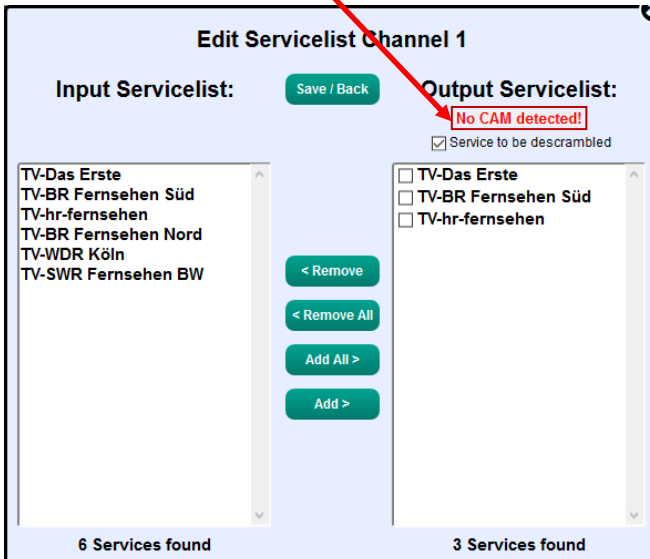 Edit Servicelist Channel 1
Input Servicelist:
Save / Back
Output Servicelist:
No CAM detected!
Service to be descrambled
TV-Das Erste
TV-BR Fernsehen Süd
TV-hr-fernsehen
TV-BR Fernsehen Nord
TV-WDR Köln
TV-SWR Fernsehen BW
< Remove
< Remove All
Add All >
Add >
TV-Das Erste
TV-BR Fernsehen Süd
TV-hr-fernsehen
6 Services found
3 Services found